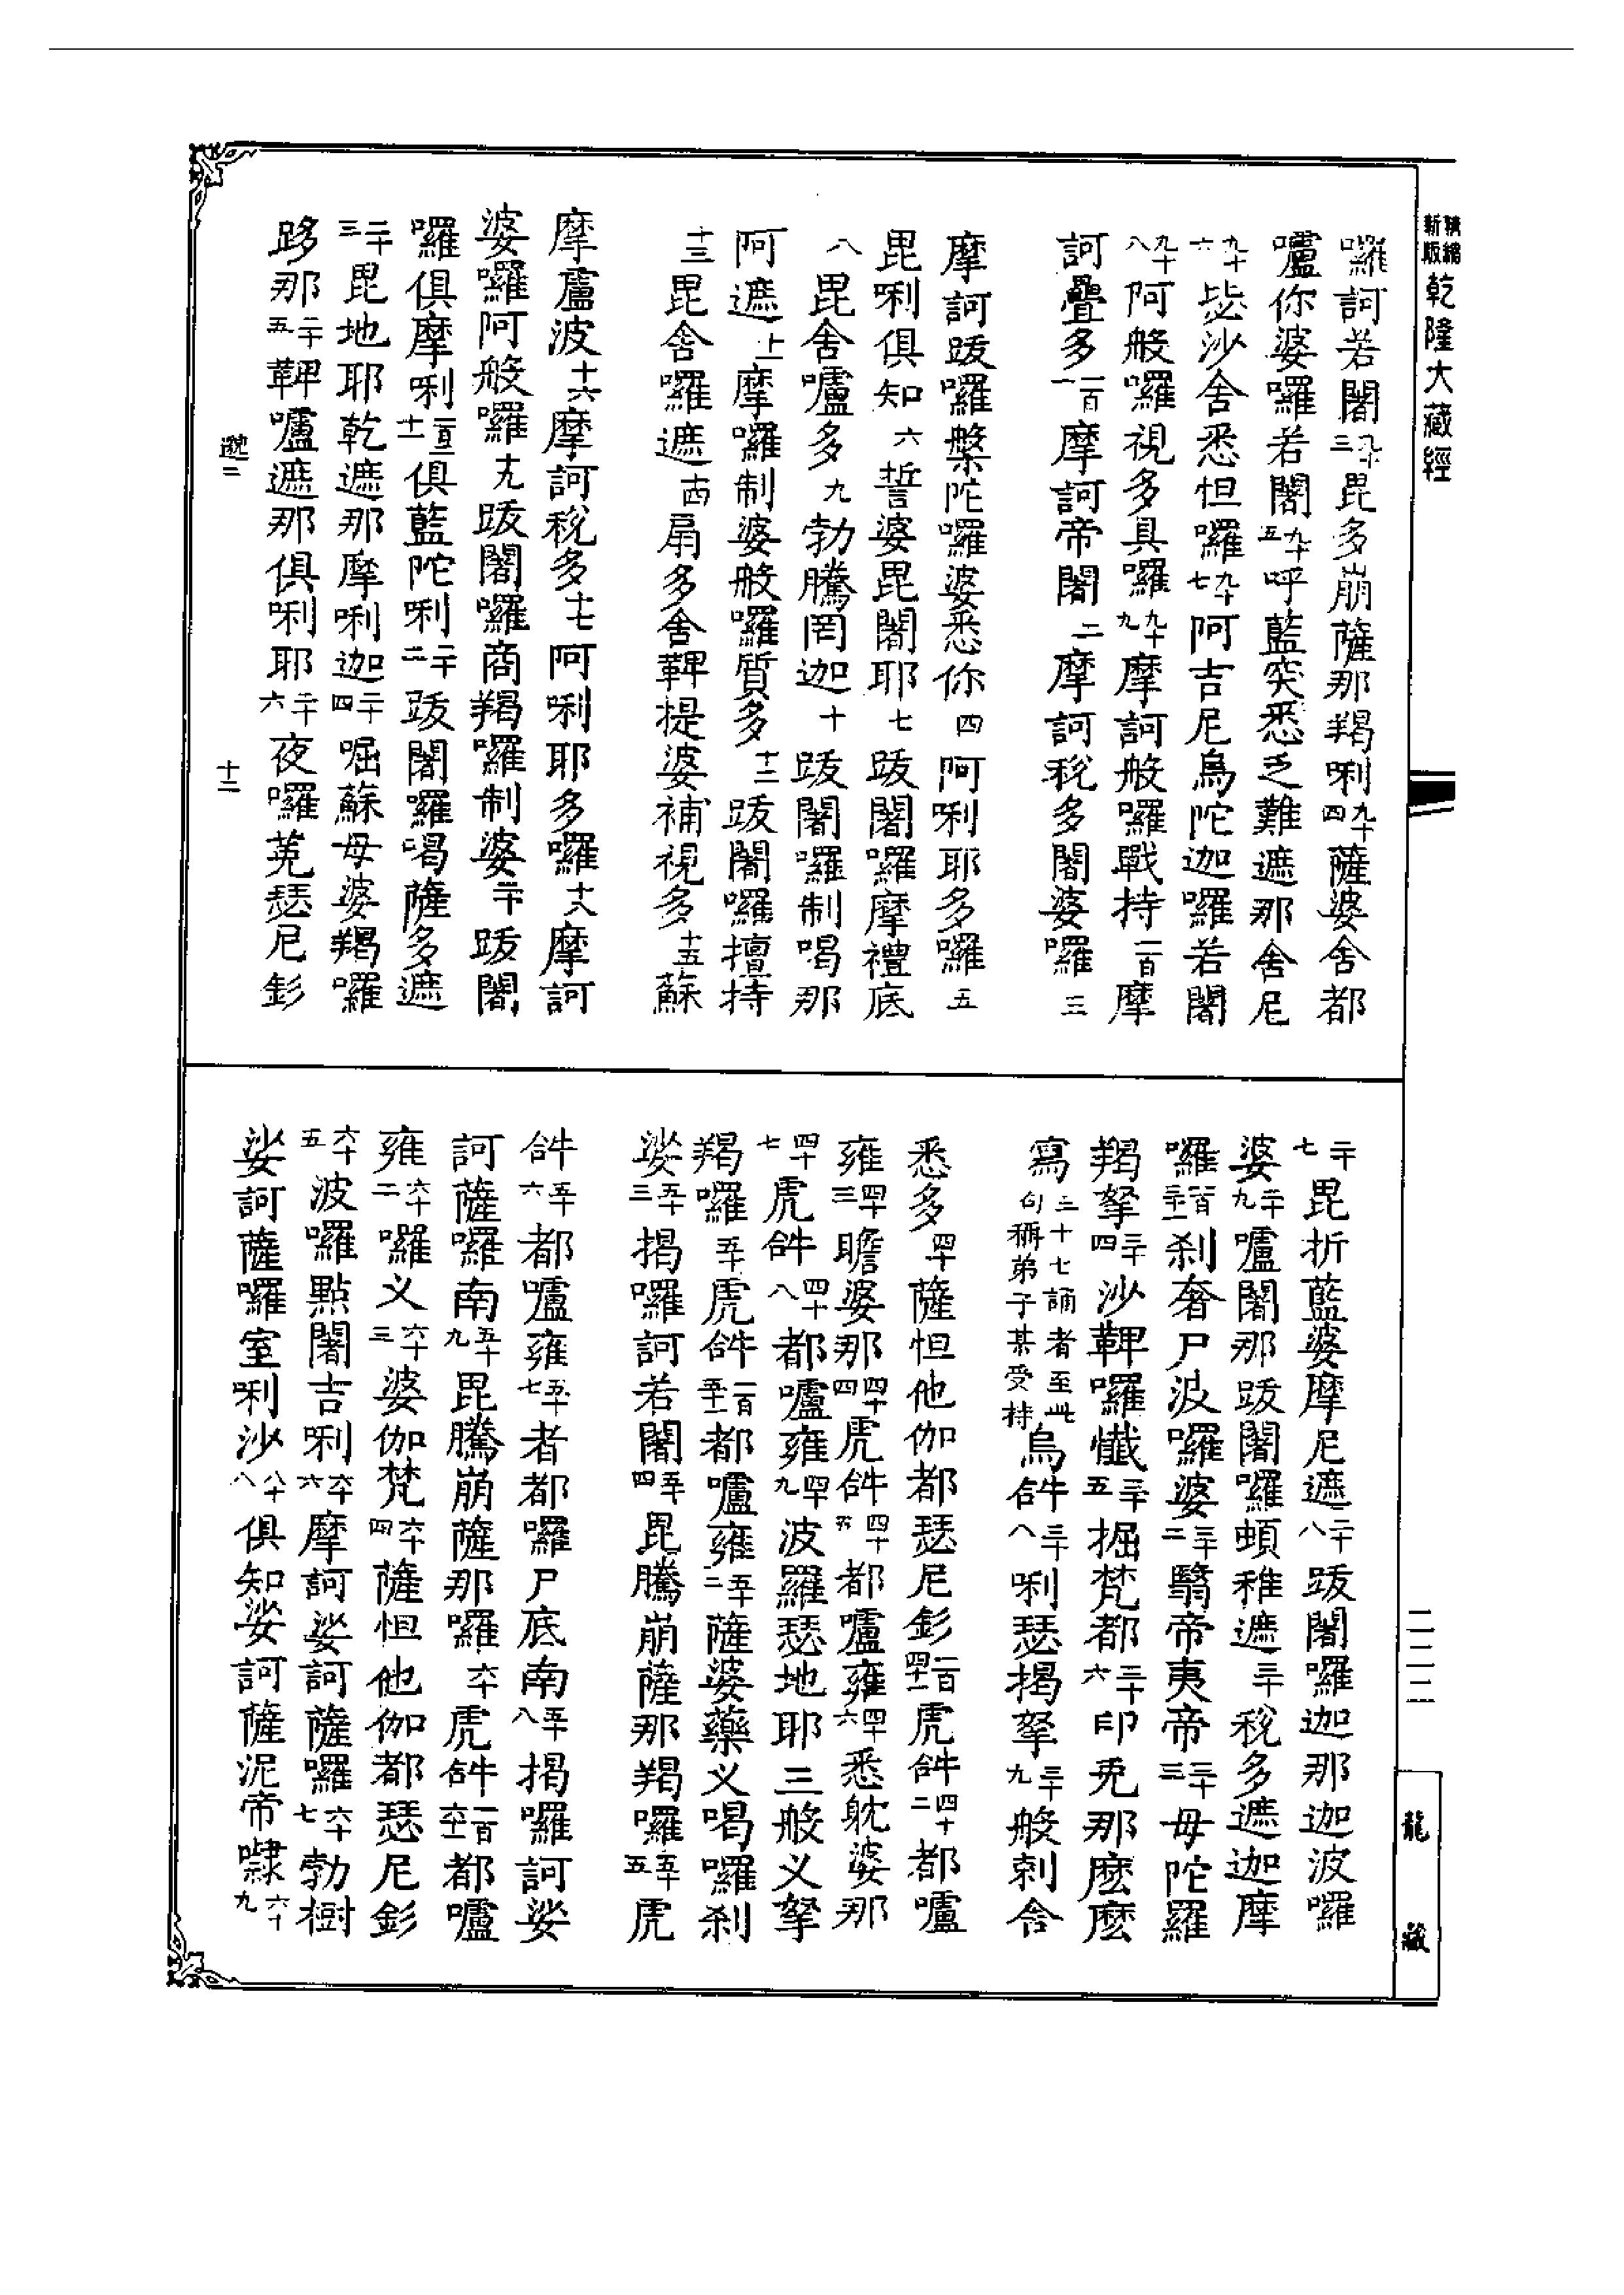 新編
新版
乾隆大藏經
囉訶若闍九十三毘多崩薩那羯唎九十四薩婆舍都
嚧你婆囉若闍九十五呼藍突悉乏難遮那舍尼
九十六毖沙舍悉怛囉九十七阿吉尼烏陀迦囉若闍
九十八阿般囉視多具囉九十九摩訶般囉戰持一百摩
訶疊多一百一摩訶帝闍二摩訶稅多闍婆囉三
摩訶跋囉槃陀囉婆悉你四阿唎耶多囉五
毘唎俱知六誓婆毘闍耶七跋闍囉摩禮底
八毘舍嚧多九勃騰罔迦十跋闍囉制喝那
阿遮十一摩囉制婆般囉質多十二跋闍囉擅持
十三毘舍囉遮十四扇多舍鞞提婆補視多十五蘇
摩盧波十六摩訶稅多十七阿唎耶多囉十八摩訶
婆囉阿般囉十九跋闍囉商羯囉制婆二十跋闍
囉俱摩唎一百二十一俱藍陀唎二十二跋闍囉喝薩多遮
二十三毘地耶乾遮那摩唎迦二十四啒蘇母婆羯囉
跢那二十五鞞嚧遮那俱唎耶二十六夜囉菟瑟尼釤
十二
二十七毘折藍婆摩尼遮二十八跋闍囉迦那迦波囉
婆二十九嚧闍那跋闍囉頓稚遮三十稅多遮迦摩
囉一百三十一刹奢尸波囉婆三十二翳帝夷帝三十三母陀羅
羯拏三十四沙鞞囉懺三十五掘梵都三十六印兎那麼麼
寫三十七誦者至此句稱弟子某受持烏𤙖三十八唎瑟揭拏三十九般剌舍
悉多四十薩怛他伽都瑟尼釤一百四十一虎𤙖四十二都嚧
雍四十三瞻婆那四十四虎𤙖四十五都嚧雍四十六悉躭婆那
四十七虎𤙖四十八都嚧雍四十九波羅瑟地耶三般义拏
羯囉五十虎𤙖一百五十一都嚧雍五十二薩婆藥义喝囉刹
娑五十三揭囉訶若闍五十四毘騰崩薩那羯囉五十五虎
𤙖五十六都嚧雍五十七者都囉尸底南五十八揭囉訶娑
訶薩囉南五十九毘騰崩薩那囉六十虎𤙖一百六十一都嚧
雍六十二囉义六十三婆伽梵六十四薩怛他伽都瑟尼釤
六十五波囉點闍吉唎六十六摩訶娑訶薩囉六十七勃樹
娑訶薩囉室唎沙八十八俱知娑訶薩泥帝㘑六十九
二二二
龍藏